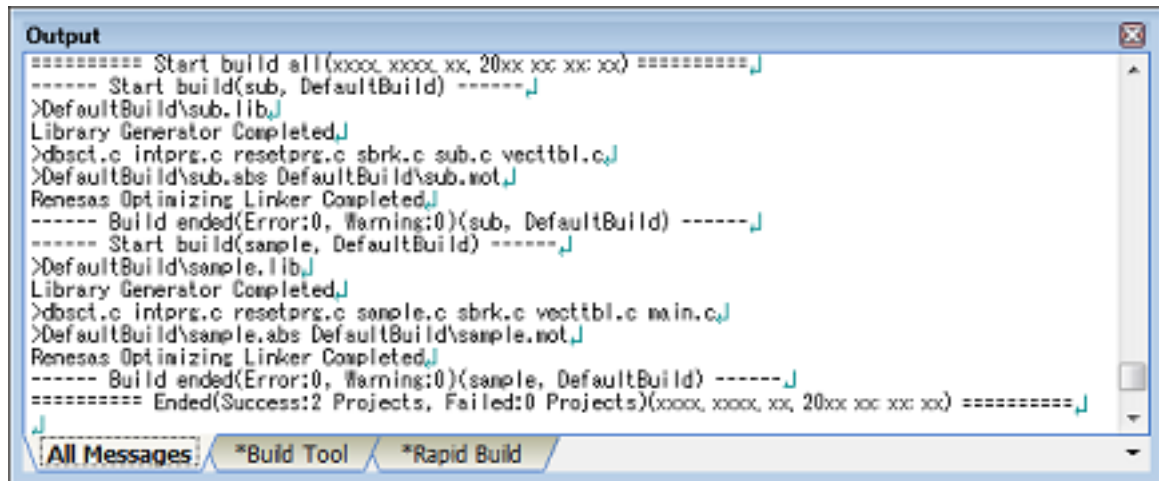 Output
========== Start build all(xxxx, xxxx, xx, 20xx xx: xx: xx) ==========
------ Start build(sub, DefaultBuild) ------
>DefaultBuild\sub.lib
Library Generator Completed
>dbsct.c intprg.c resetprg.c sbrk.c sub.c vecttbl.c
>DefaultBuild\sub.abs DefaultBuild\sub.mot
Renesas Optimizing Linker Completed
------ Build ended(Error:0, Warning:0)(sub, DefaultBuild) ------
------ Start build(sample, DefaultBuild) ------
>DefaultBuild\sample.lib
Library Generator Completed
>dbsct.c intprg.c resetprg.c sample.c sbrk.c vecttbl.c main.c
>DefaultBuild\sample.abs DefaultBuild\sample.mot
Renesas Optimizing Linker Completed
------ Build ended(Error:0, Warning:0)(sample, DefaultBuild) ------
========== Ended(Success:2 Projects, Failed:0 Projects)(xxxx, xxxx, xx, 20xx xx: xx: xx) ==========
All Messages *Build Tool *Rapid Build